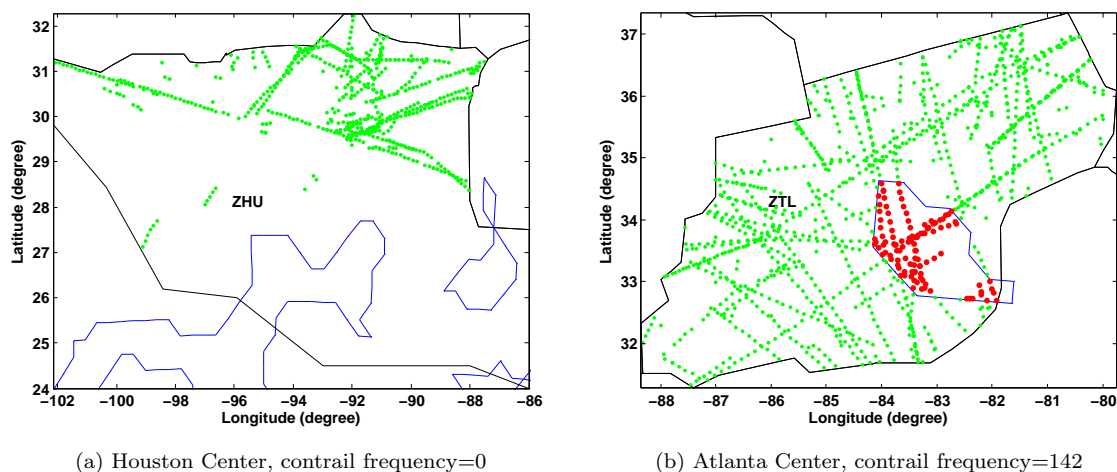 32
31
30
29
28
27
26
25
24
Latitude (degree)
ZHU
−102 −100 −98 −96 −94 −92 −90 −88 −86
Longitude (degree)
(a) Houston Center, contrail frequency=0
37
36
35
34
33
32
Latitude (degree)
ZTL
−88 −87 −86 −85 −84 −83 −82 −81 −80
Longitude (degree)
(b) Atlanta Center, contrail frequency=142